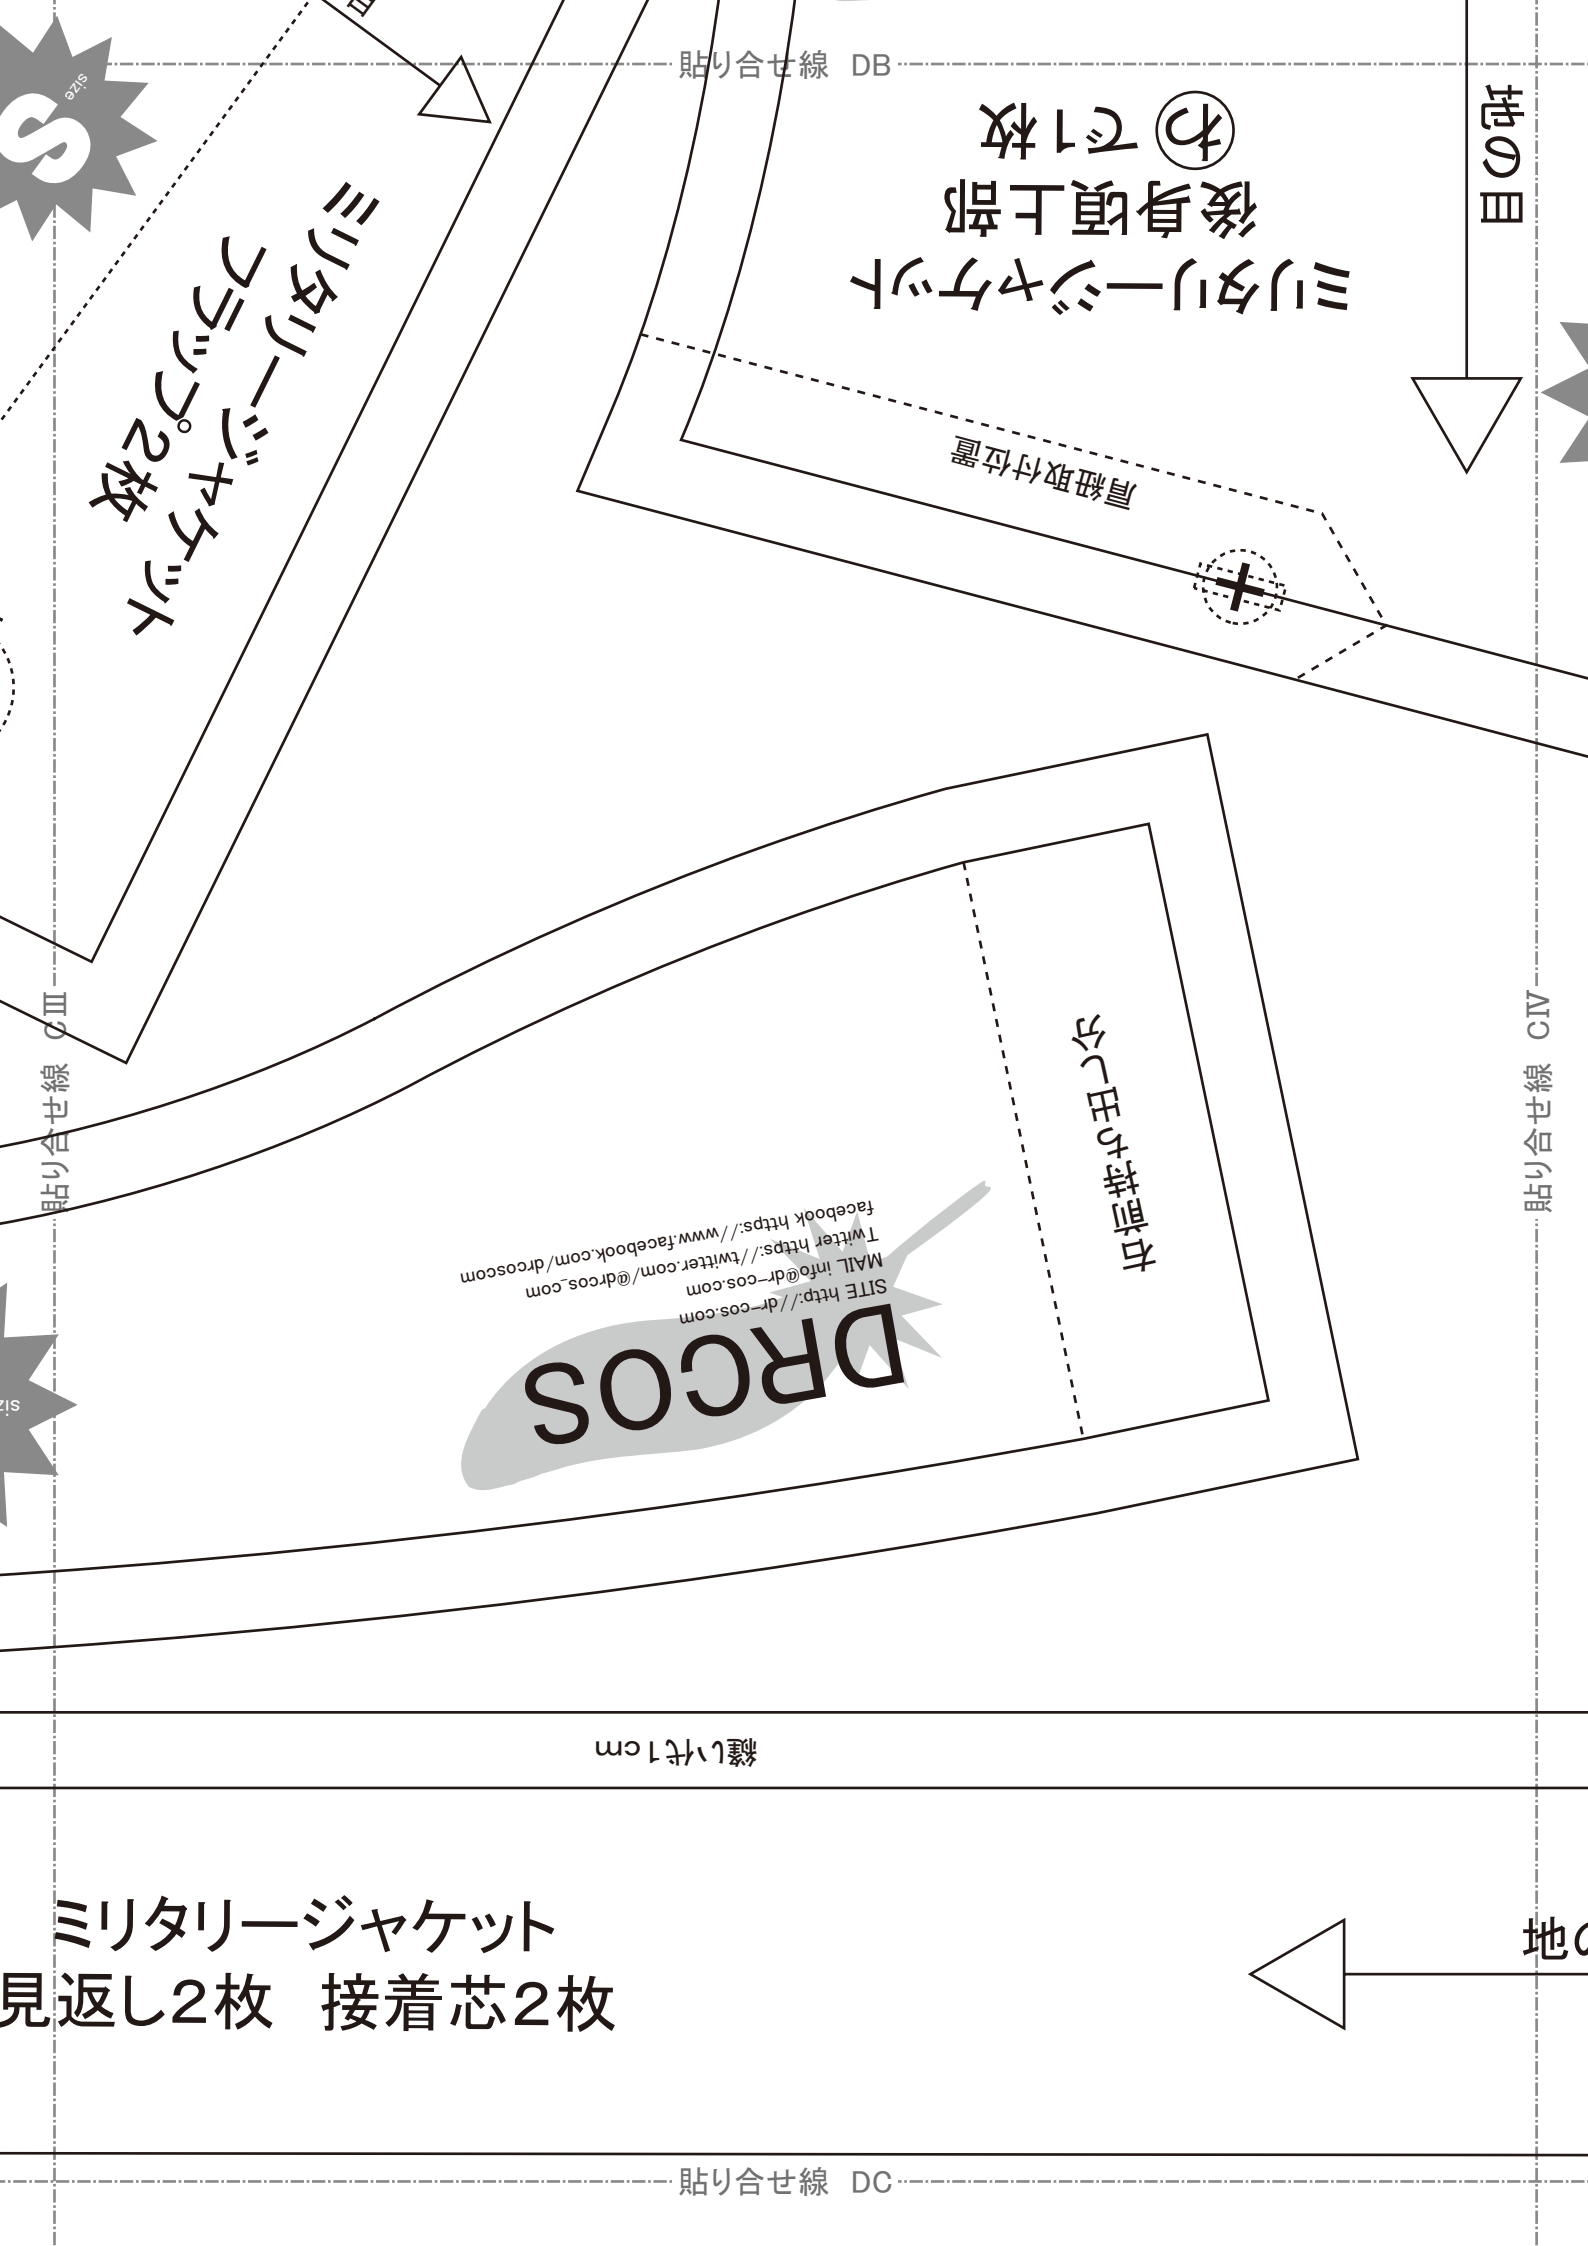 貼り合せ線 DB
size
S
ミリタリージャケット
フラップ2枚
ミリタリージャケット
後身頃上部
わで1枚
地の目
肩紐取付位置
貼り合せ線 CⅢ
貼り合せ線 CⅣ
右前持ち出し分
DRCOS
SITE http://dr-cos.com
MAIL info@dr-cos.com
Twitter https://twitter.com/@drcos_com
facebook https://www.facebook.com/drcoscom
縫い代1cm
ミリタリージャケット
見返し2枚 接着芯2枚
地の
貼り合せ線 DC